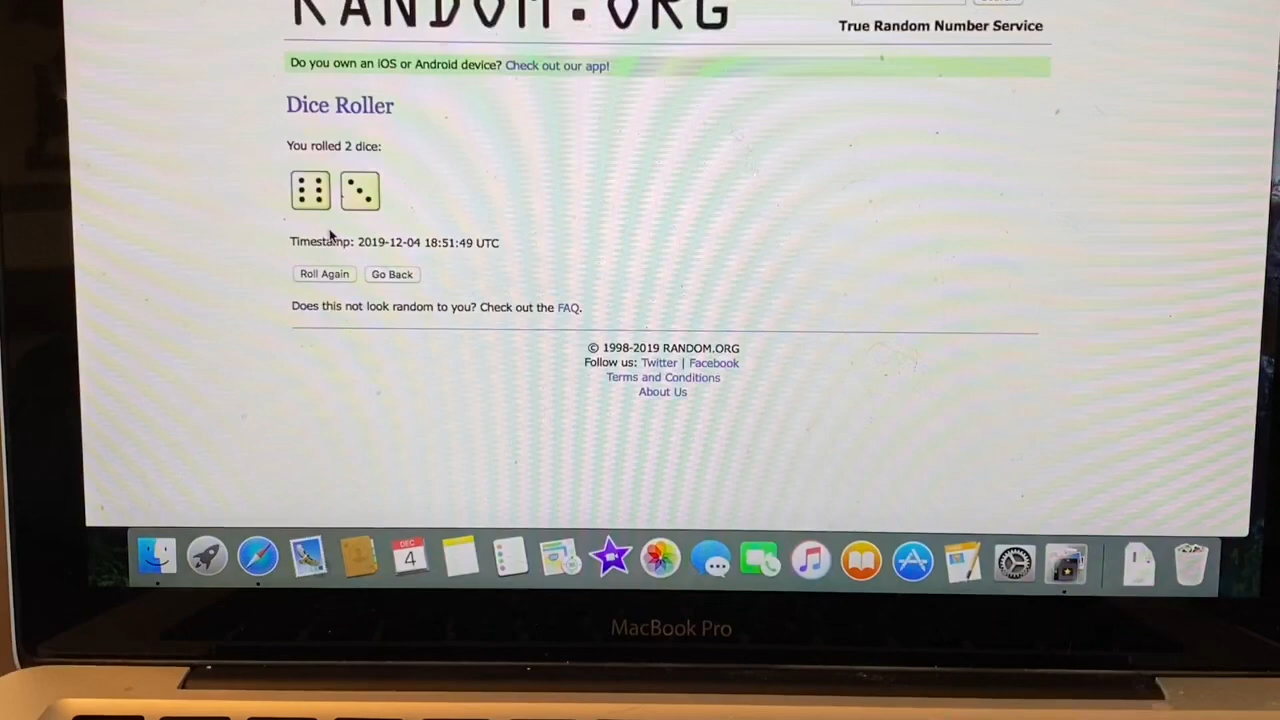 RANDOM.ORG
True Random Number Service
Do you own an iOS or Android device? Check out our app!
Dice Roller
You rolled 2 dice:
Timestamp: 2019-12-04 18:51:49 UTC
Roll Again Go Back
Does this not look random to you? Check out the FAQ.
© 1998-2019 RANDOM.ORG
Follow us: Twitter | Facebook
Terms and Conditions
About Us
DEC
4
MacBook Pro